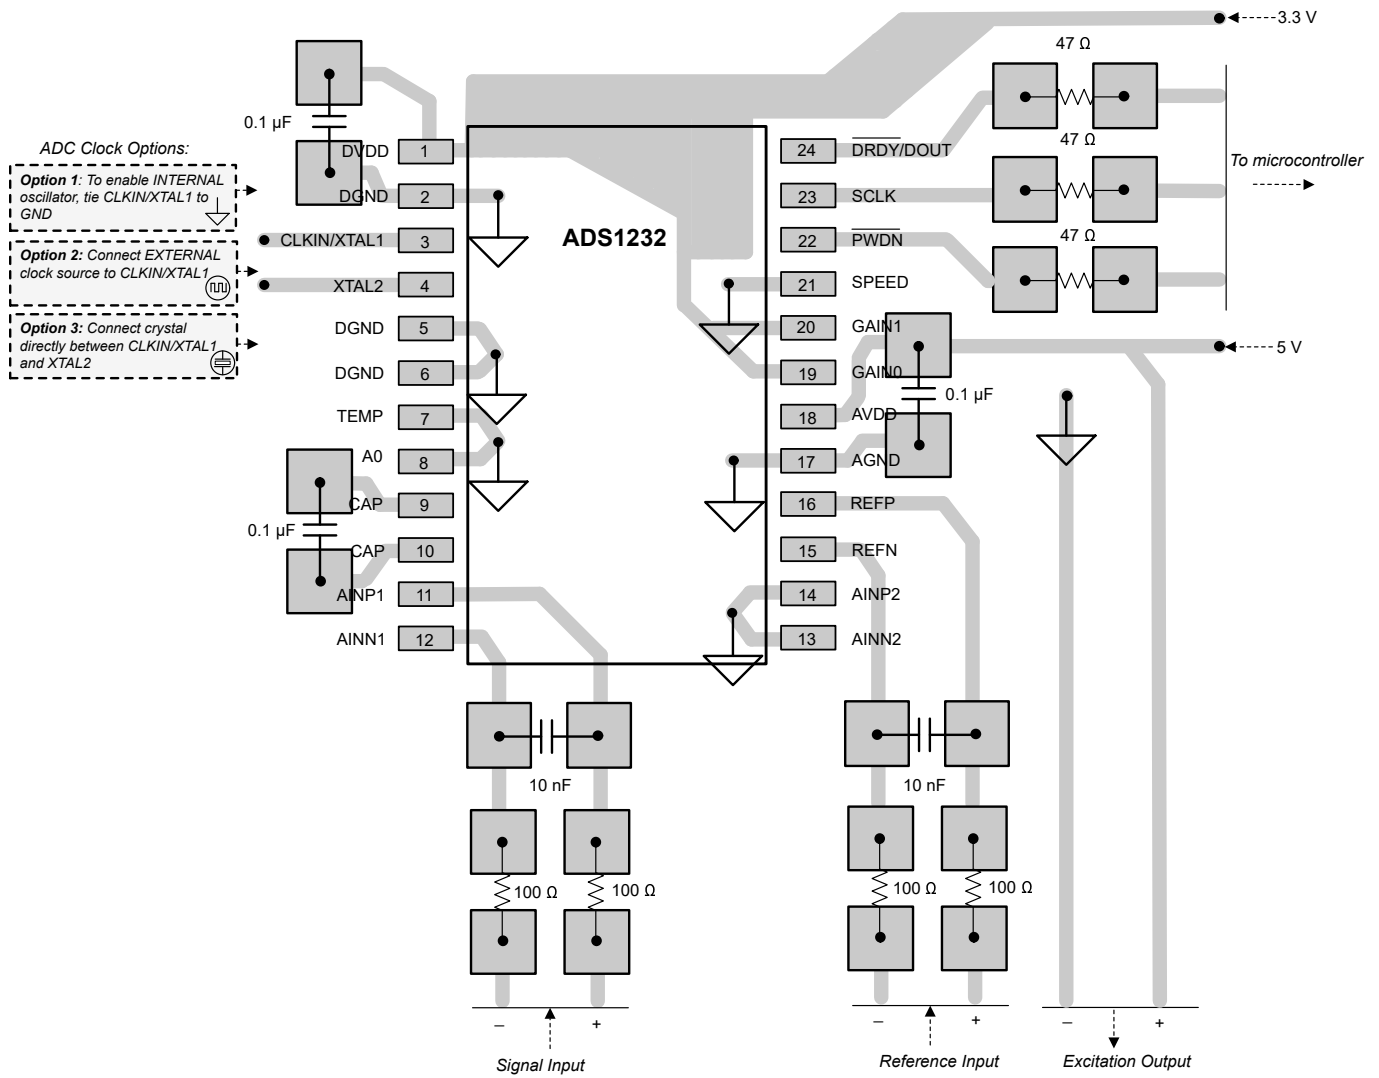 3.3 V
47 Ω
0.1 µF
47 Ω
ADC Clock Options:
Option 1: To enable INTERNAL
oscillator, tie CLKIN/XTAL1 to
GND
Option 2: Connect EXTERNAL
clock source to CLKIN/XTAL1
Option 3: Connect crystal
directly between CLKIN/XTAL1
and XTAL2
DVDD 1
DGND 2
CLKIN/XTAL1 3
XTAL2 4
DGND 5
DGND 6
TEMP 7
A0 8
CAP 9
CAP 10
AINP1 11
AINN1 12
0.1 µF
ADS1232
24 DRDY/DOUT
23 SCLK
22 PWDN
21 SPEED
20 GAIN1
19 GAIN0
18 AVDD
17 AGND
16 REFP
15 REFN
14 AINP2
13 AINN2
To microcontroller
47 Ω
5 V
0.1 µF
10 nF
10 nF
100 Ω
100 Ω
100 Ω
100 Ω
– +
– +
– +
Signal Input
Reference Input
Excitation Output